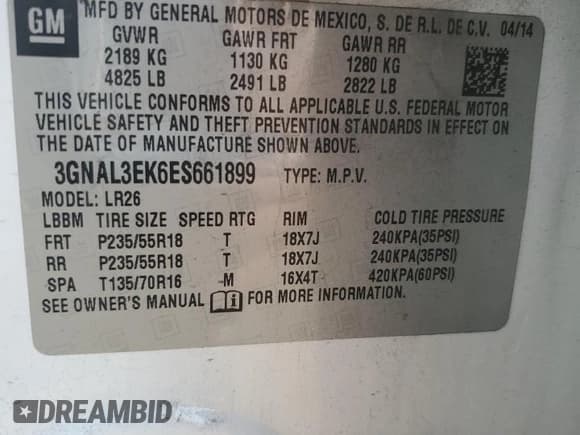 GM
MFD BY GENERAL MOTORS DE MEXICO, S. DE R.L. DE C.V. 04/14
GVWR GAWR FRT GAWR RR
2189 KG 1130 KG 1280 KG
4825 LB 2491 LB 2822 LB
THIS VEHICLE CONFORMS TO ALL APPLICABLE U.S. FEDERAL MOTOR
VEHICLE SAFETY AND THEFT PREVENTION STANDARDS IN EFFECT ON
THE DATE OF MANUFACTURE SHOWN ABOVE.
3GNAL3EK6ES661899 TYPE: M.P.V.
MODEL: LR26
LBBM TIRE SIZE SPEED RTG RIM COLD TIRE PRESSURE
FRT P235/55R18 T 18X7J 240KPA(35PSI)
RR P235/55R18 T 18X7J 240KPA(35PSI)
SPA T135/70R16 M 16X4T 420KPA(60PSI)
SEE OWNER'S MANUAL FOR MORE INFORMATION.
DREAMBID